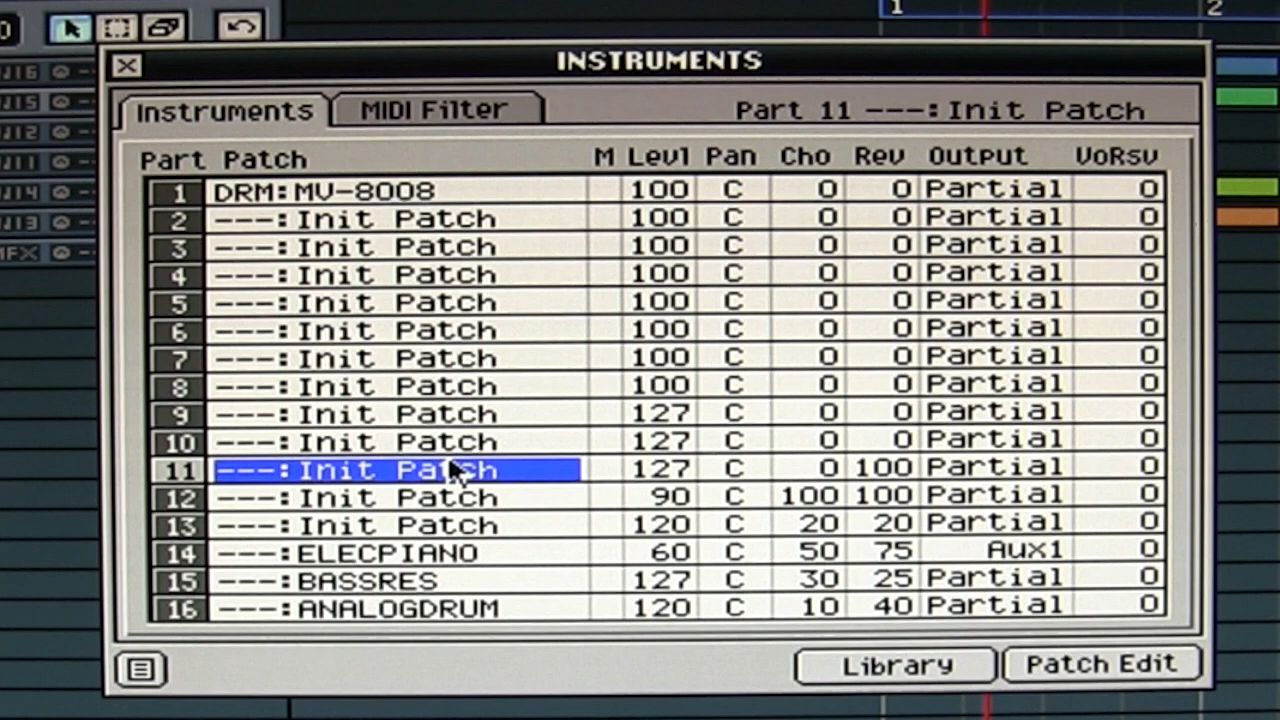 1 2
INSTRUMENTS
Instruments MIDI Filter Part 11 ---:Init Patch
Part Patch M Levl Pan Cho Rev Output VoRsv
1 DRM:MV-8008 100 C 0 0 Partial 0
2 ---:Init Patch 100 C 0 0 Partial 0
3 ---:Init Patch 100 C 0 0 Partial 0
4 ---:Init Patch 100 C 0 0 Partial 0
5 ---:Init Patch 100 C 0 0 Partial 0
6 ---:Init Patch 100 C 0 0 Partial 0
7 ---:Init Patch 100 C 0 0 Partial 0
8 ---:Init Patch 100 C 0 0 Partial 0
9 ---:Init Patch 127 C 0 0 Partial 0
10 ---:Init Patch 127 C 0 0 Partial 0
11 ---:Init Patch 127 C 0 100 Partial 0
12 ---:Init Patch 90 C 100 100 Partial 0
13 ---:Init Patch 120 C 20 20 Partial 0
14 ---:ELECPIANO 60 C 50 75 Aux1 0
15 ---:BASSRES 127 C 30 25 Partial 0
16 ---:ANALOGDRUM 120 C 10 40 Partial 0
Library Patch Edit